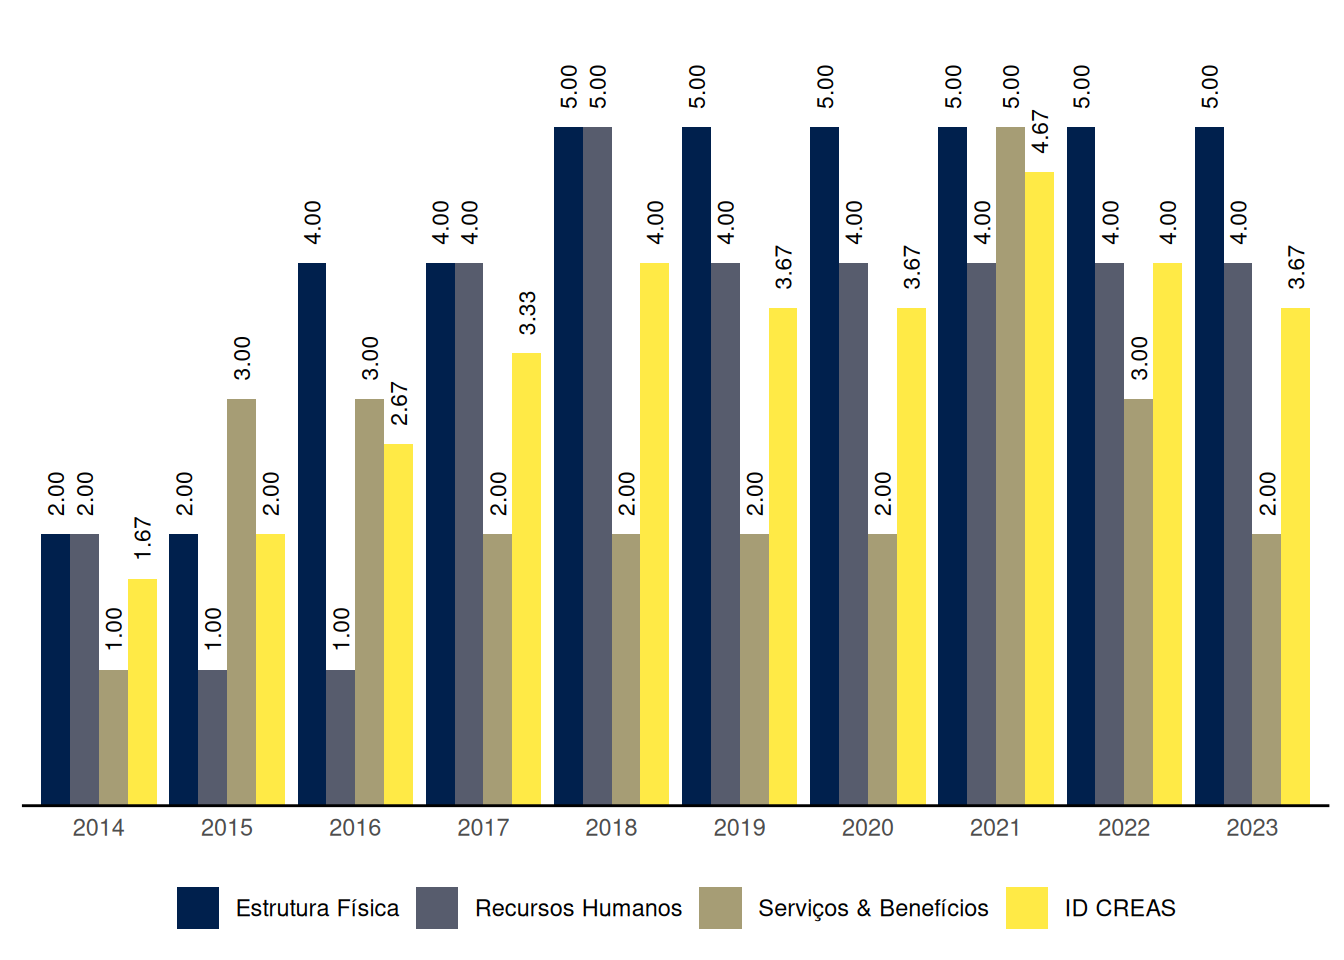 5.00 5.00 5.00 5.00 5.00 5.00 5.00 5.00
4.67
4.00 4.00 4.00 4.00 4.00 4.00 4.00 4.00 4.00 4.00
3.67 3.67 3.67
3.33
3.00 3.00 3.00
2.67
2.00 2.00 2.00 2.00 2.00 2.00 2.00 2.00 2.00
1.67
1.00 1.00 1.00
2014 2015 2016 2017 2018 2019 2020 2021 2022 2023
Estrutura Física Recursos Humanos Serviços & Benefícios ID CREAS